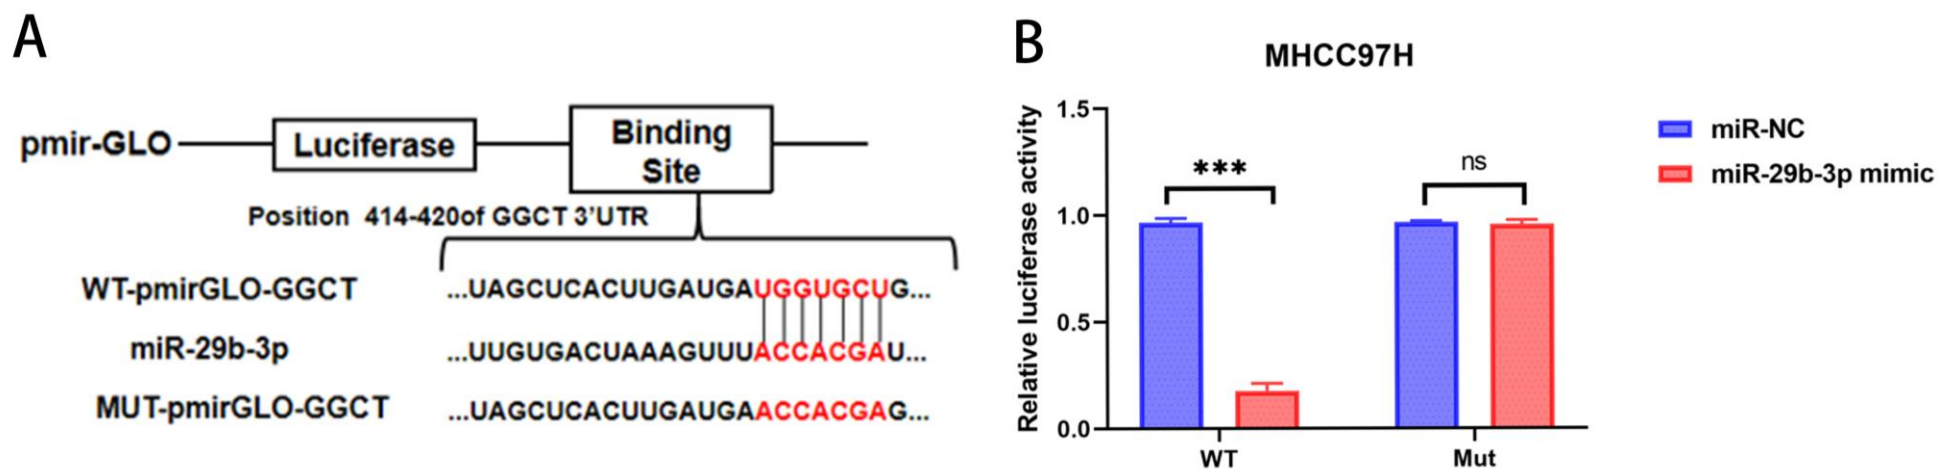 A
pmir-GLO
Luciferase
Binding
Site
Position 414-420of GGCT 3'UTR
WT-pmirGLO-GGCT ...UAGCUCACUUGAUGAUGGUGCUG...
miR-29b-3p ...UUGUGACUAAAGUUUACCACGAU...
MUT-pmirGLO-GGCT ...UAGCUCACUUGAUGAACCACGAG...
B
MHCC97H
Relative luciferase activity
1.5
1.0
0.5
0.0
***
ns
WT
Mut
miR-NC
miR-29b-3p mimic